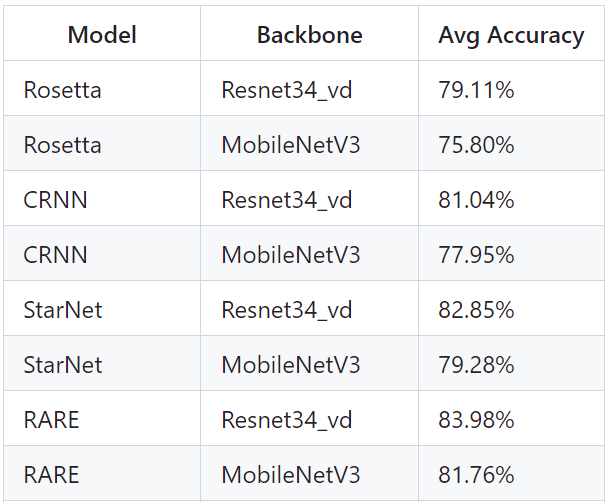 Model Backbone Avg Accuracy
Rosetta Resnet34_vd 79.11%
Rosetta MobileNetV3 75.80%
CRNN Resnet34_vd 81.04%
CRNN MobileNetV3 77.95%
StarNet Resnet34_vd 82.85%
StarNet MobileNetV3 79.28%
RARE Resnet34_vd 83.98%
RARE MobileNetV3 81.76%